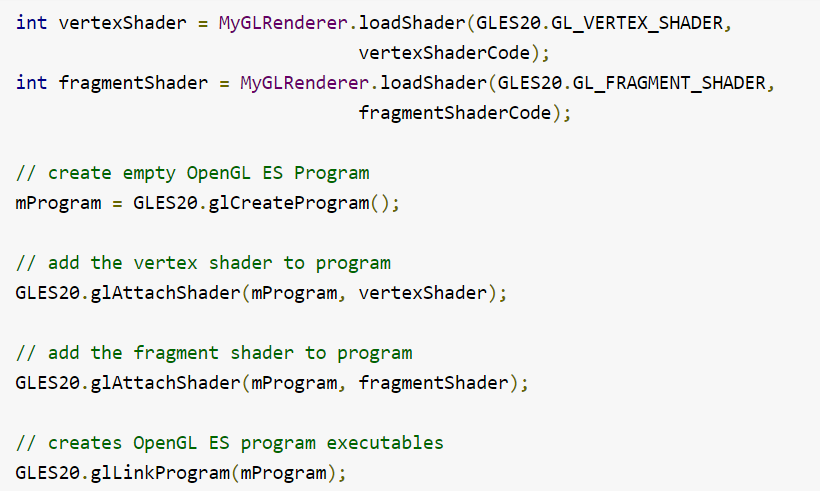 int vertexShader = MyGLRenderer.loadShader(GLES20.GL_VERTEX_SHADER,
vertexShaderCode);
int fragmentShader = MyGLRenderer.loadShader(GLES20.GL_FRAGMENT_SHADER,
fragmentShaderCode);
// create empty OpenGL ES Program
mProgram = GLES20.glCreateProgram();
// add the vertex shader to program
GLES20.glAttachShader(mProgram, vertexShader);
// add the fragment shader to program
GLES20.glAttachShader(mProgram, fragmentShader);
// creates OpenGL ES program executables
GLES20.glLinkProgram(mProgram);